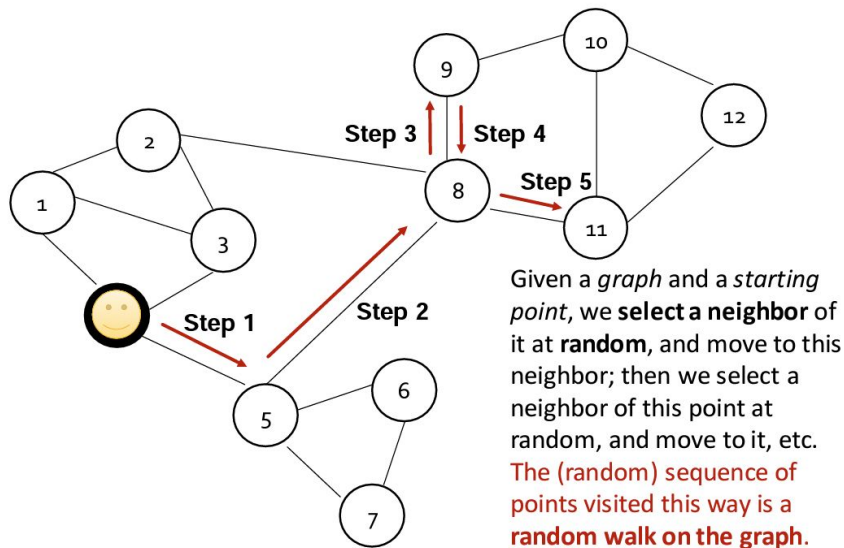 9
10
12
2
Step 3
Step 4
8
Step 5
1
3
11
Step 1
Step 2
5
6
7
Given a graph and a starting
point, we select a neighbor of
it at random, and move to this
neighbor; then we select a
neighbor of this point at
random, and move to it, etc.
The (random) sequence of
points visited this way is a
random walk on the graph.